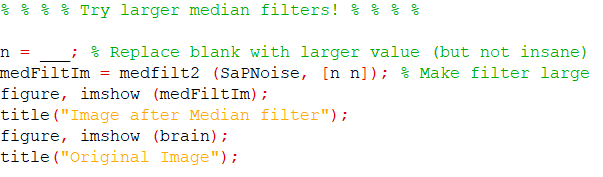 % % % % Try larger median filters! % % % %
n = ___; % Replace blank with larger value (but not insane)
medFiltIm = medfilt2 (SaPNoise, [n n]); % Make filter large
figure, imshow (medFiltIm);
title("Image after Median filter");
figure, imshow (brain);
title("Original Image");